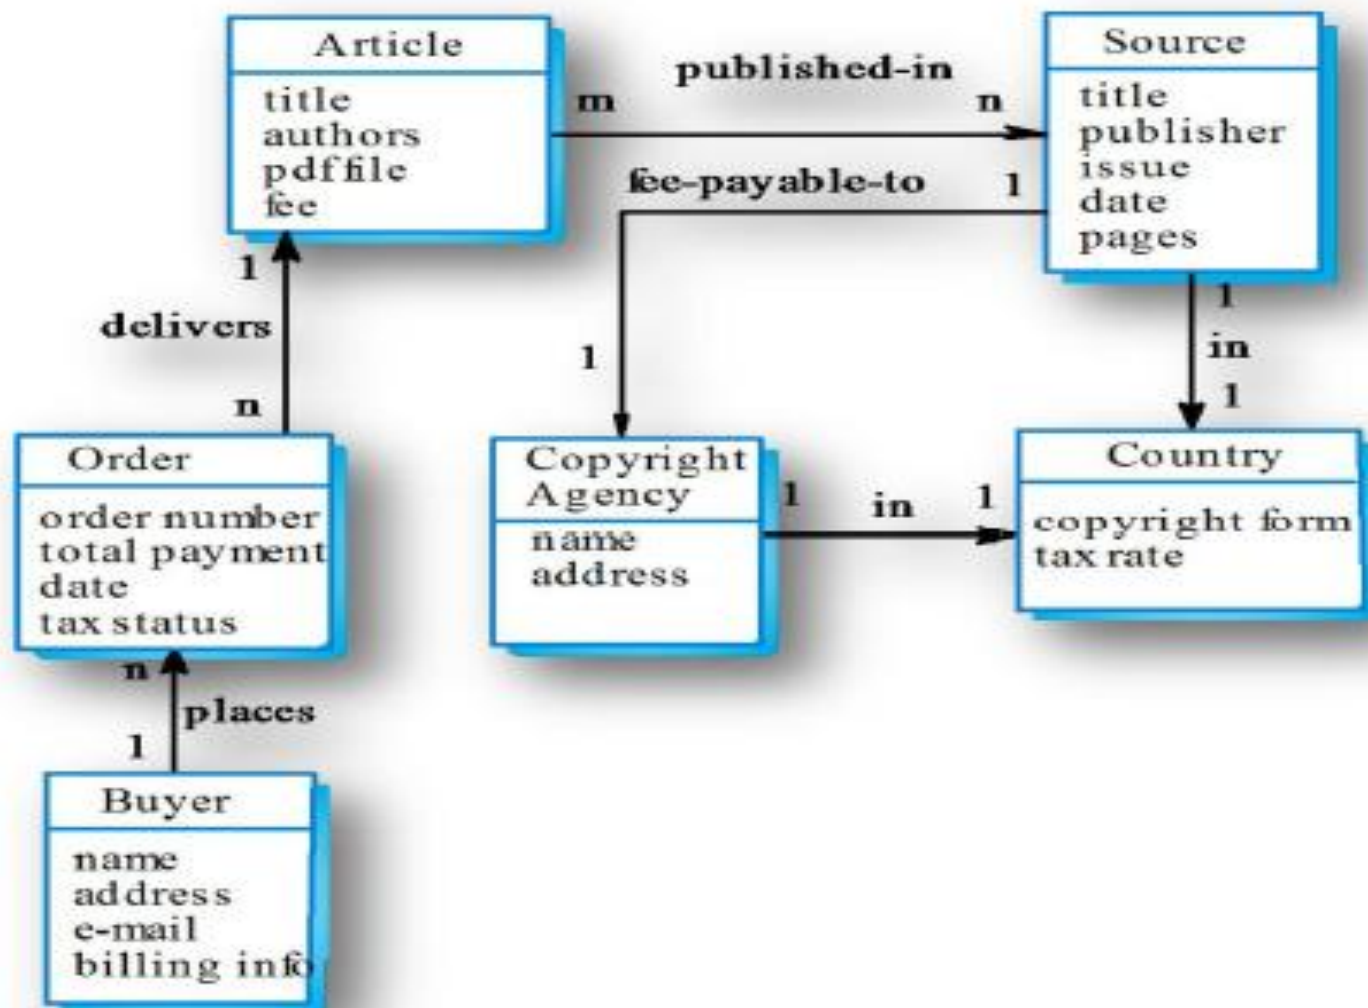 Article
title
authors
pdf file
fee
m
published-in
n
Source
title
publisher
issue
date
pages
fee-payable-to
1
1
1
delivers
n
1
in
1
Order
order number
total payment
date
tax status
Copyright
Agency
name
address
1
in
1
Country
copyright form
tax rate
n
places
1
Buyer
name
address
e-mail
billing info